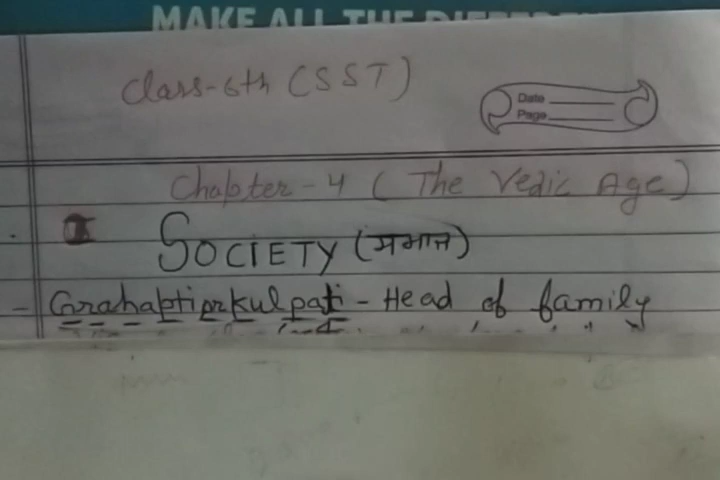 MAKE ALL THE DIFFERENCE
Class-6th (SST)
Date
Page
Chapter-4 (The Vedic Age)
SOCIETY (समाज)
- Grahapti or kulpati - Head of family